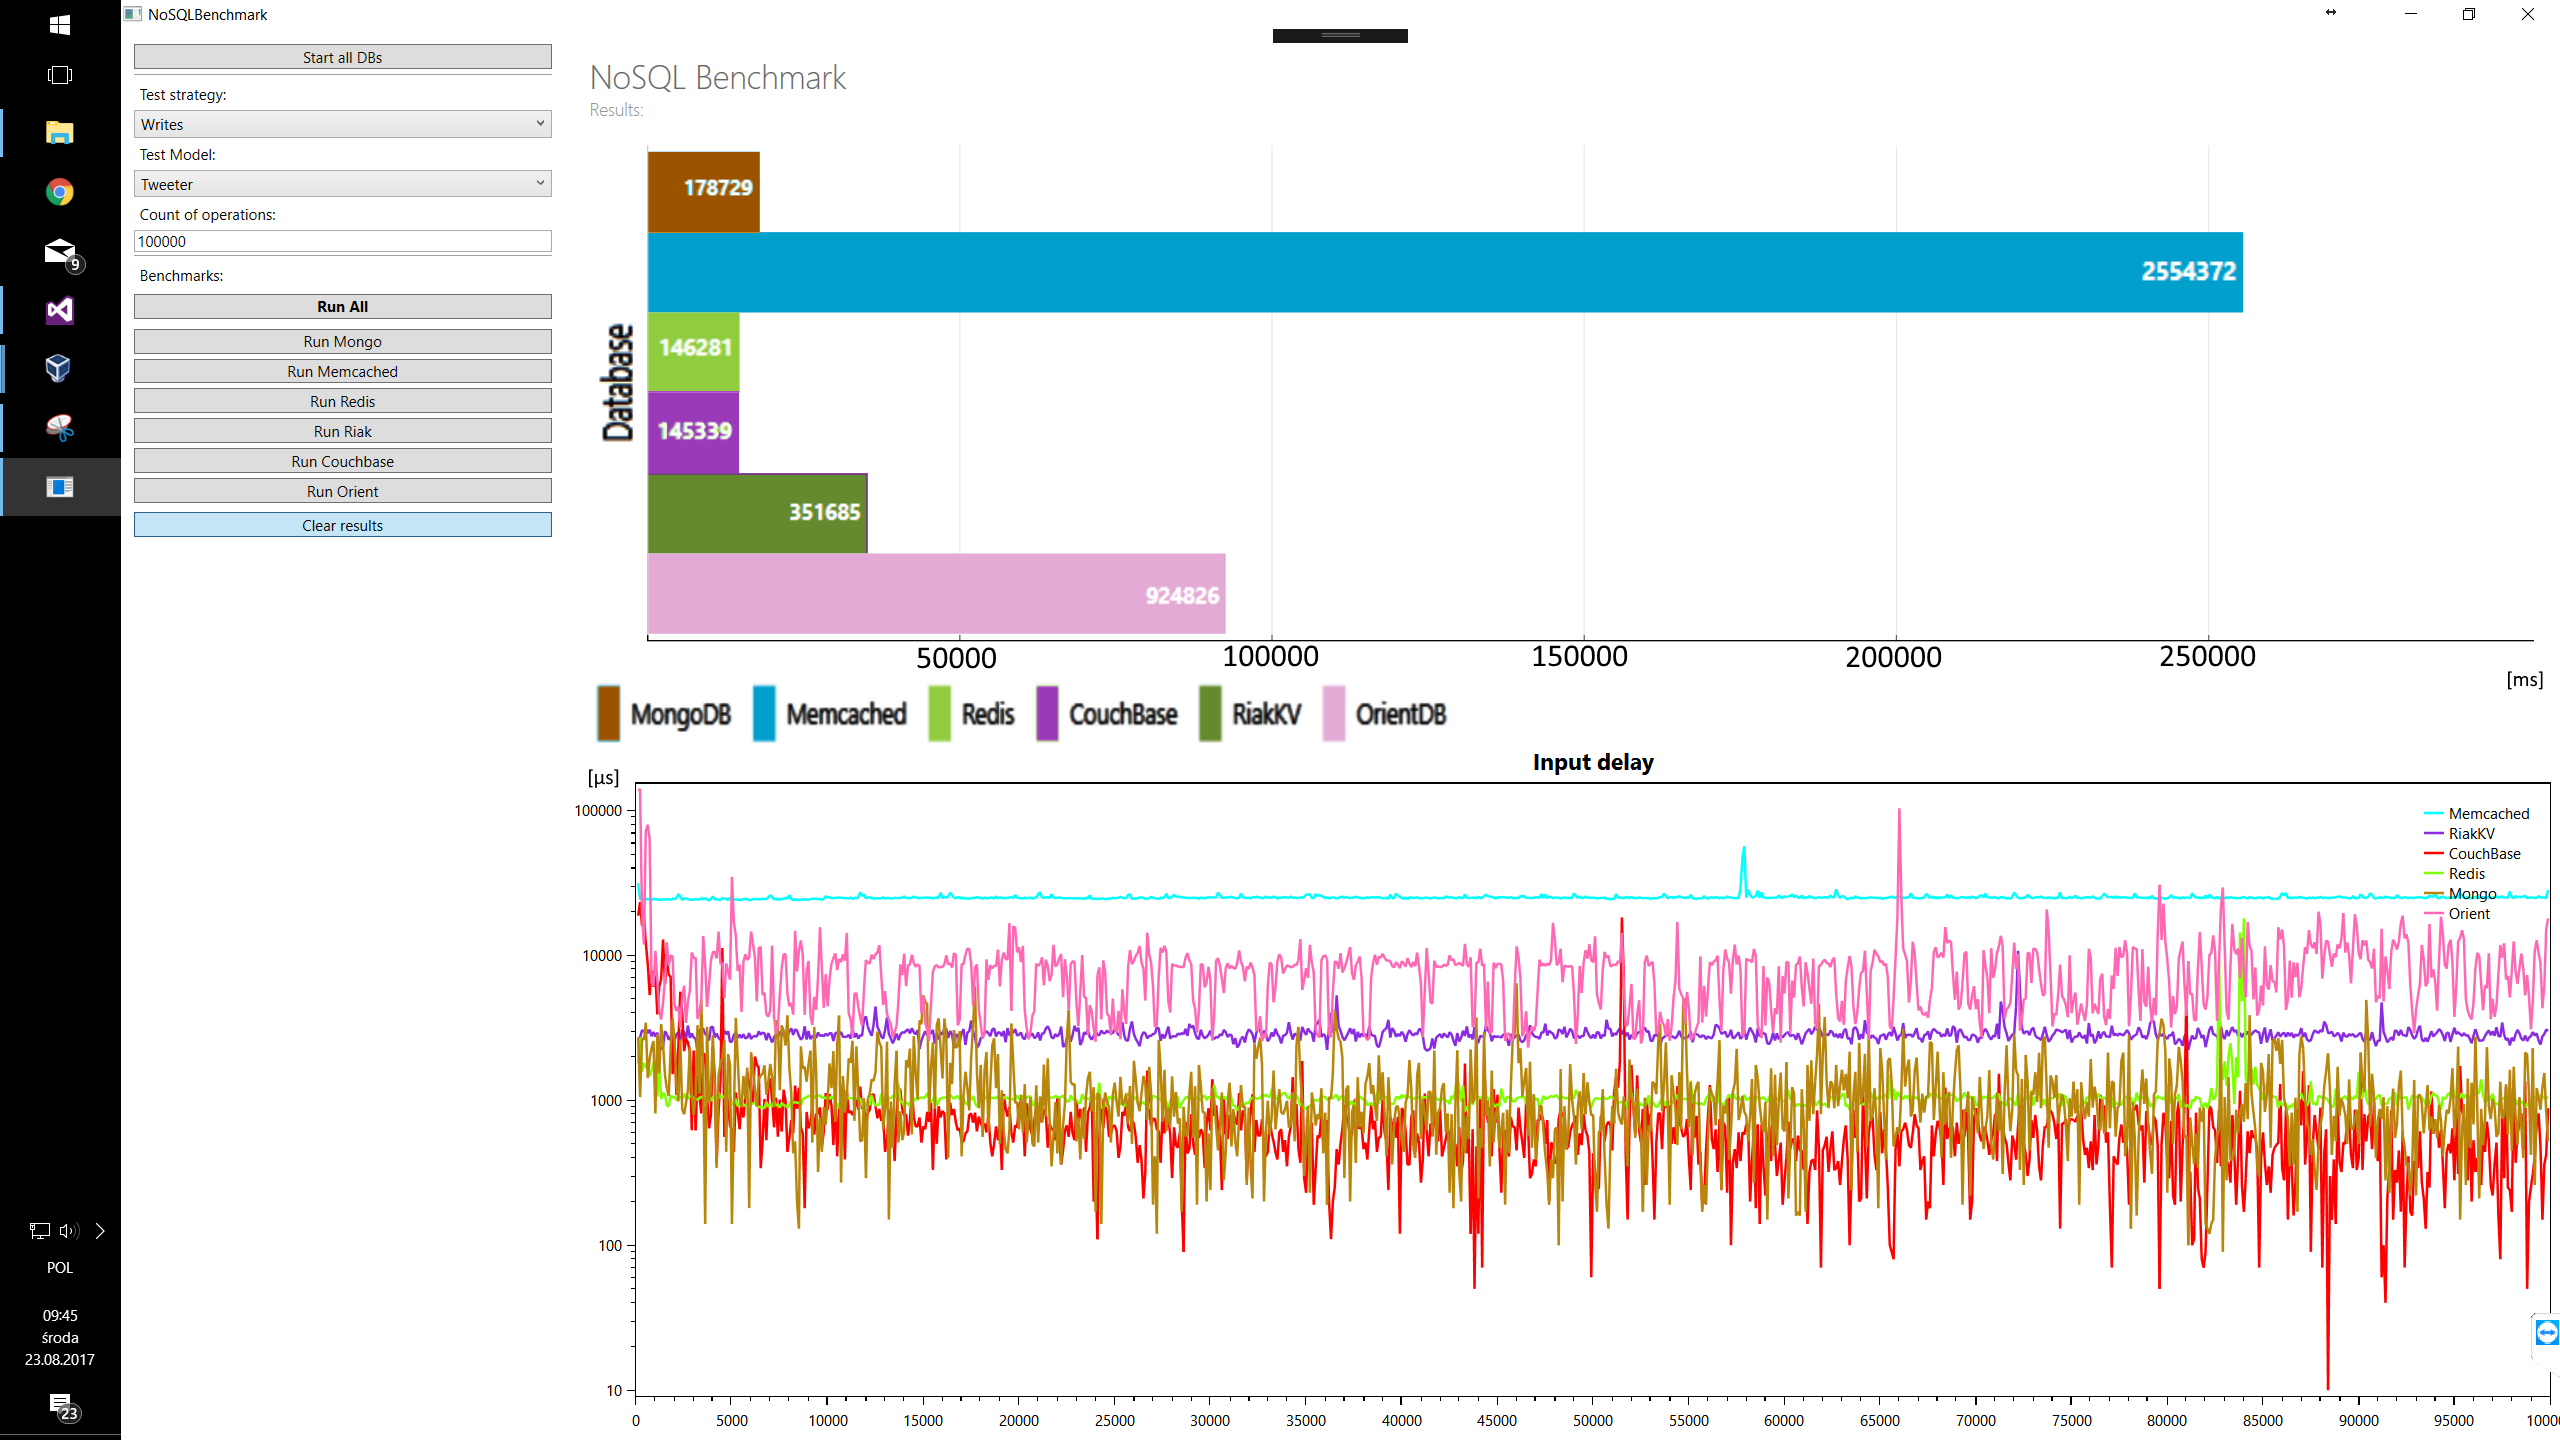 NoSQLBenchmark
Start all DBs
Test strategy:
Writes
Test Model:
Tweeter
Count of operations:
100000
Benchmarks:
Run All
Run Mongo
Run Memcached
Run Redis
Run Riak
Run Couchbase
Run Orient
Clear results
9
POL
09:45
środa
23.08.2017
23
NoSQL Benchmark
Results:
Database
178729
2554372
146281
145339
351685
924826
50000 100000 150000 200000 250000
[ms]
MongoDB Memcached Redis CouchBase RiakKV OrientDB
Input delay
[µs]
Memcached
RiakKV
CouchBase
Redis
Mongo
Orient
100000
10000
1000
100
10
0 5000 10000 15000 20000 25000 30000 35000 40000 45000 50000 55000 60000 65000 70000 75000 80000 85000 90000 95000 10000